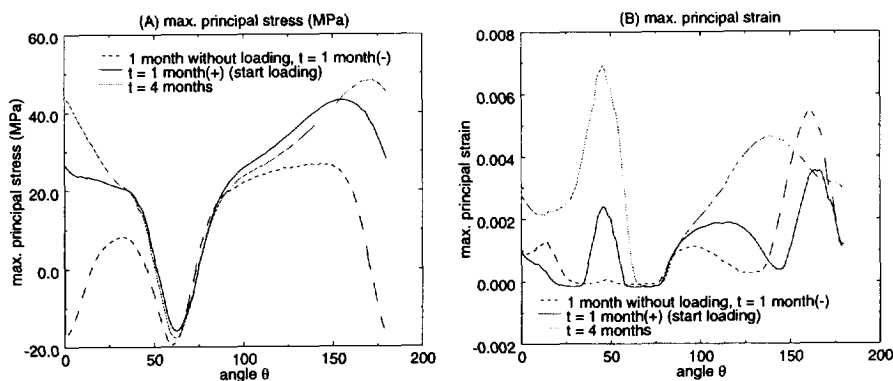 (A) max. principal stress (MPa)
max. principal stress (MPa)
60.0
40.0
20.0
0.0
-20.0
1 month without loading, t = 1 month(-)
t = 1 month(+) (start loading)
t = 4 months
0
50
100
150
200
angle θ
(B) max. principal strain
max. principal strain
0.008
0.006
0.004
0.002
0.000
-0.002
1 month without loading, t = 1 month(-)
t = 1 month(+) (start loading)
t = 4 months
0
50
100
150
200
angle θ